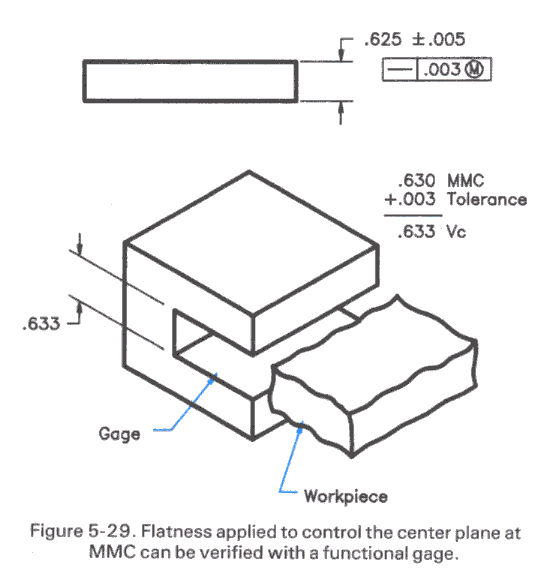 .625 ±.005
— .003 Ⓜ
.630 MMC
+.003 Tolerance
.633 Vc
.633
Gage
Workpiece
Figure 5-29. Flatness applied to control the center plane at
MMC can be verified with a functional gage.